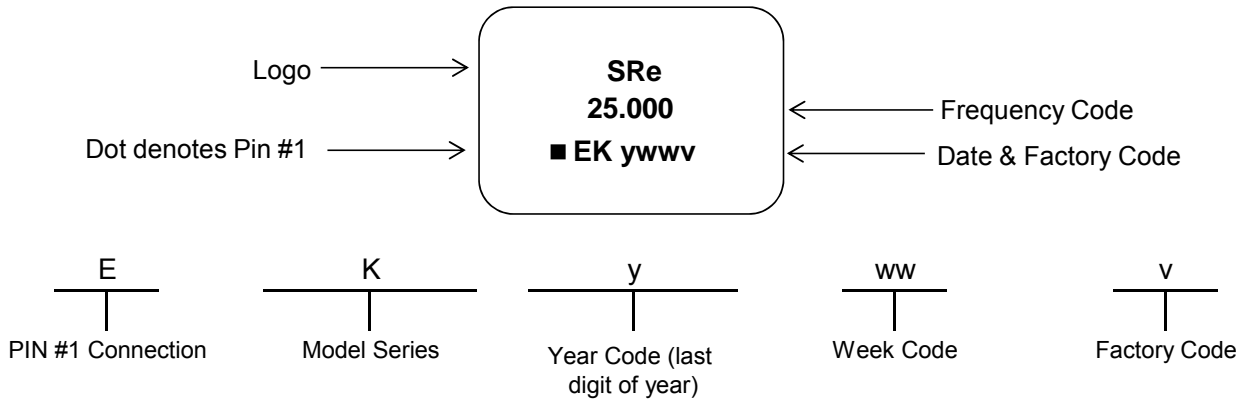 Logo
SRe
25.000
Frequency Code
Dot denotes Pin #1
■ EK ywwv
Date & Factory Code
E K y ww v
PIN #1 Connection
Model Series
Year Code (last
digit of year)
Week Code
Factory Code